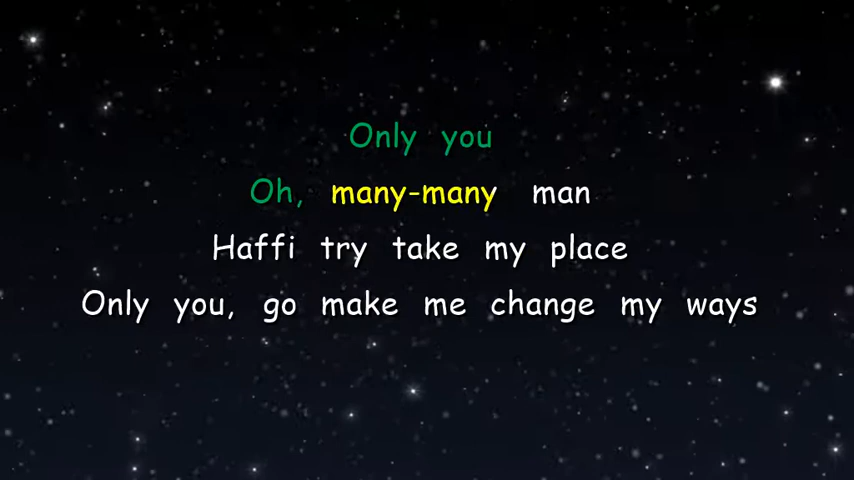 Only you
Oh, many-many man
Haffi try take my place
Only you, go make me change my ways